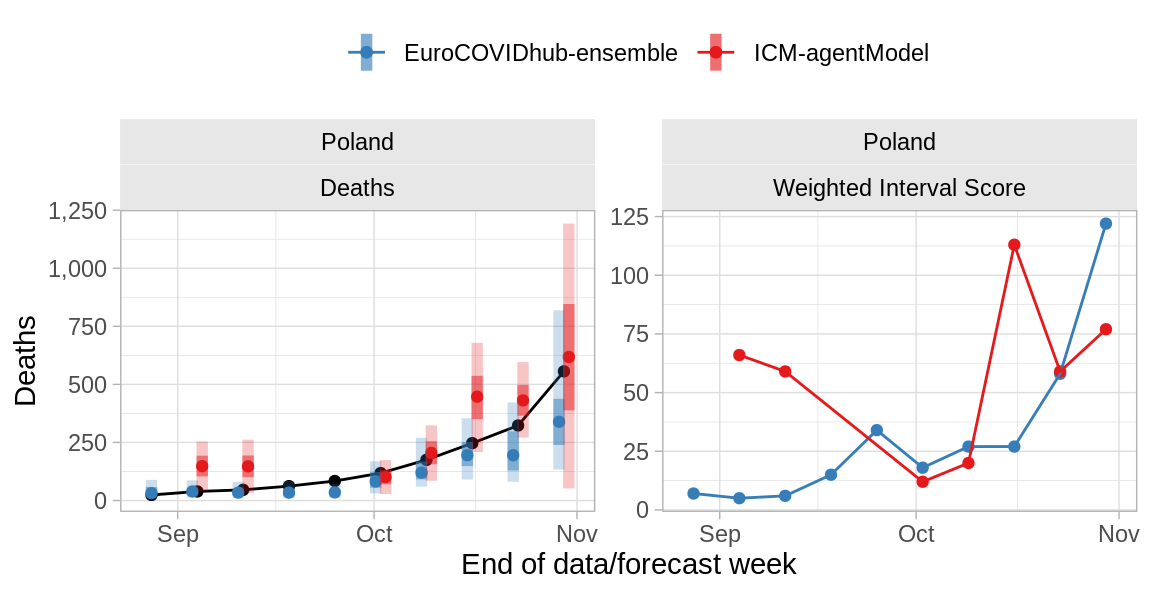 EuroCOVIDhub-ensemble ICM-agentModel
Poland
Deaths
Poland
Weighted Interval Score
Deaths
1,250
1,000
750
500
250
0
Sep Oct Nov
125
100
75
50
25
0
Sep Oct Nov
End of data/forecast week